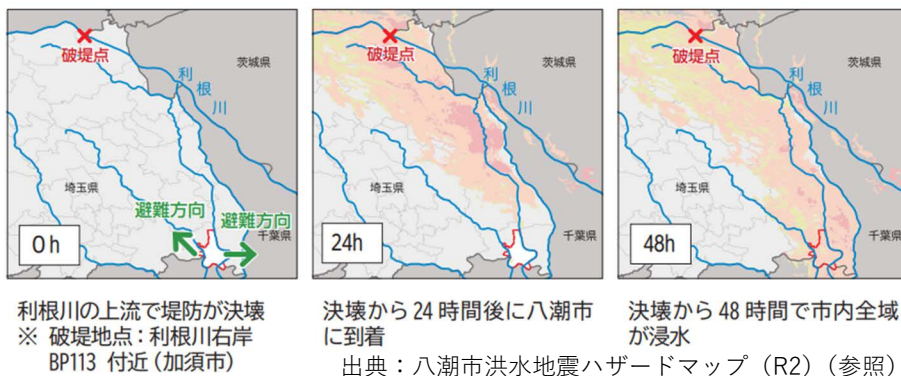 破堤点
利根川
茨城県
埼玉県
避難方向
避難方向
千葉県
0h
利根川の上流で堤防が決壊
※ 破堤地点：利根川右岸
BP113 付近（加須市）
破堤点
利根川
茨城県
埼玉県
千葉県
24h
決壊から 24 時間後に八潮市
に到着
破堤点
利根川
茨城県
埼玉県
千葉県
48h
決壊から 48 時間で市内全域
が浸水
出典：八潮市洪水地震ハザードマップ（R2）（参照）